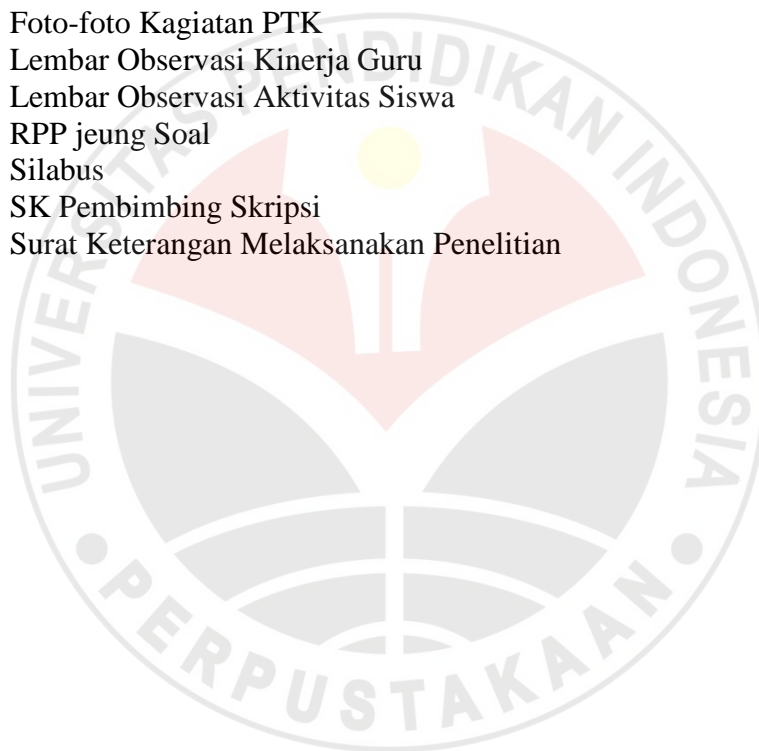 Foto-foto Kagiatan PTK
Lembar Observasi Kinerja Guru
Lembar Observasi Aktivitas Siswa
RPP jeung Soal
Silabus
SK Pembimbing Skripsi
Surat Keterangan Melaksanakan Penelitian
UNIVERSITAS PENDIDIKAN INDONESIA
PERPUSTAKAAN